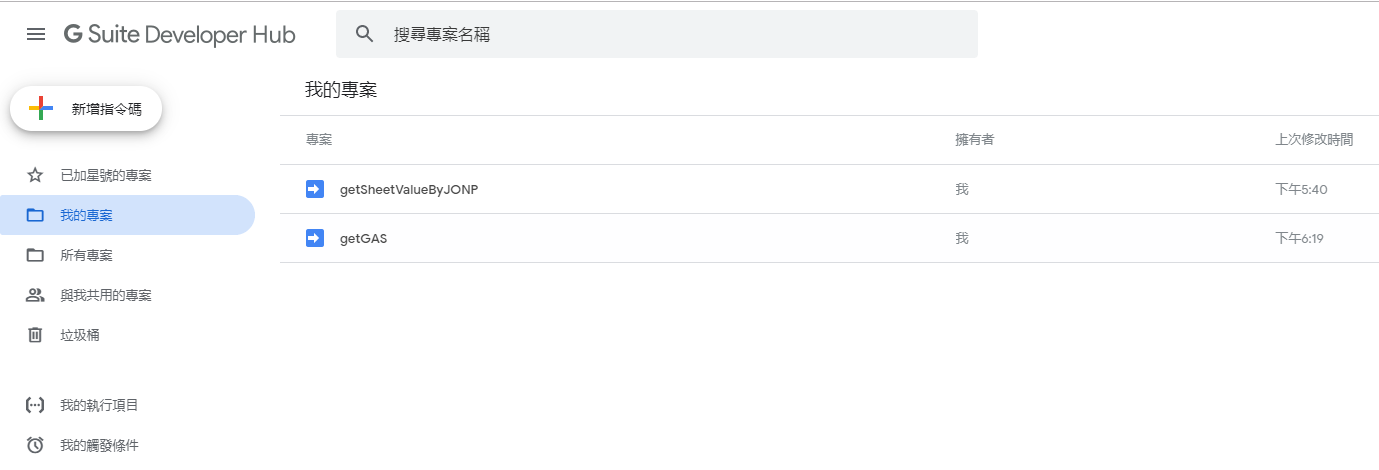 G Suite Developer Hub
搜尋專案名稱
新增指令碼
已加星號的專案
我的專案
所有專案
與我共用的專案
垃圾桶
我的執行項目
我的觸發條件
我的專案
專案 擁有者 上次修改時間
getSheetValueByJONP 我 下午5:40
getGAS 我 下午6:19